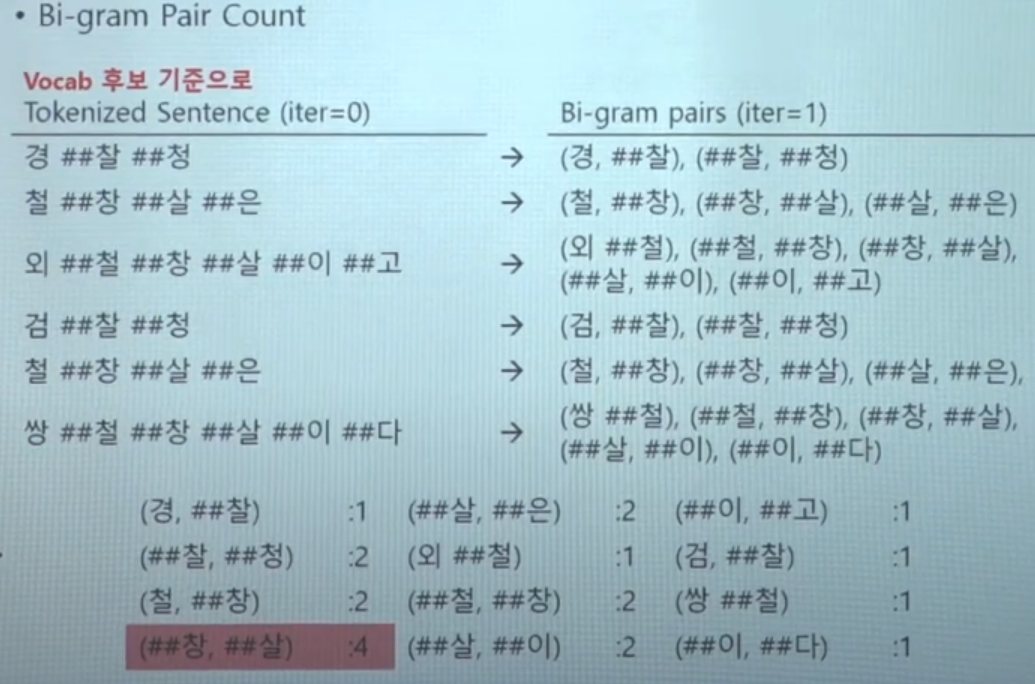 • Bi-gram Pair Count
Vocab 후보 기준으로
Tokenized Sentence (iter=0) Bi-gram pairs (iter=1)
경 ##찰 ##청 → (경, ##찰), (##찰, ##청)
철 ##창 ##살 ##은 → (철, ##창), (##창, ##살), (##살, ##은)
외 ##철 ##창 ##살 ##이 ##고 → (외 ##철), (##철, ##창), (##창, ##살),
(##살, ##이), (##이, ##고)
검 ##찰 ##청 → (검, ##찰), (##찰, ##청)
철 ##창 ##살 ##은 → (철, ##창), (##창, ##살), (##살, ##은),
쌍 ##철 ##창 ##살 ##이 ##다 → (쌍 ##철), (##철, ##창), (##창, ##살),
(##살, ##이), (##이, ##다)
(경, ##찰) :1 (##살, ##은) :2 (##이, ##고) :1
(##찰, ##청) :2 (외 ##철) :1 (검, ##찰) :1
(철, ##창) :2 (##철, ##창) :2 (쌍 ##철) :1
(##창, ##살) :4 (##살, ##이) :2 (##이, ##다) :1